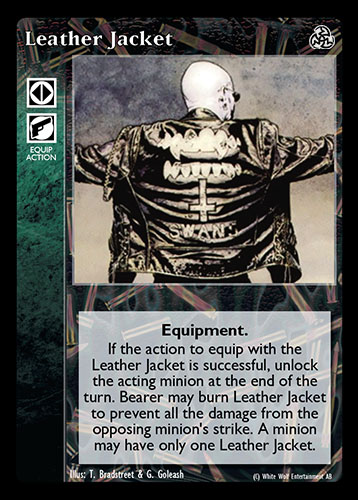 Leather Jacket
EQUIP
ACTION
SWANS
Equipment.
If the action to equip with the
Leather Jacket is successful, unlock
the acting minion at the end of the
turn. Bearer may burn Leather Jacket
to prevent all the damage from the
opposing minion's strike. A minion
may have only one Leather Jacket.
Illus: T. Bradstreet & G. Goleash
(C) White Wolf Entertainment AB